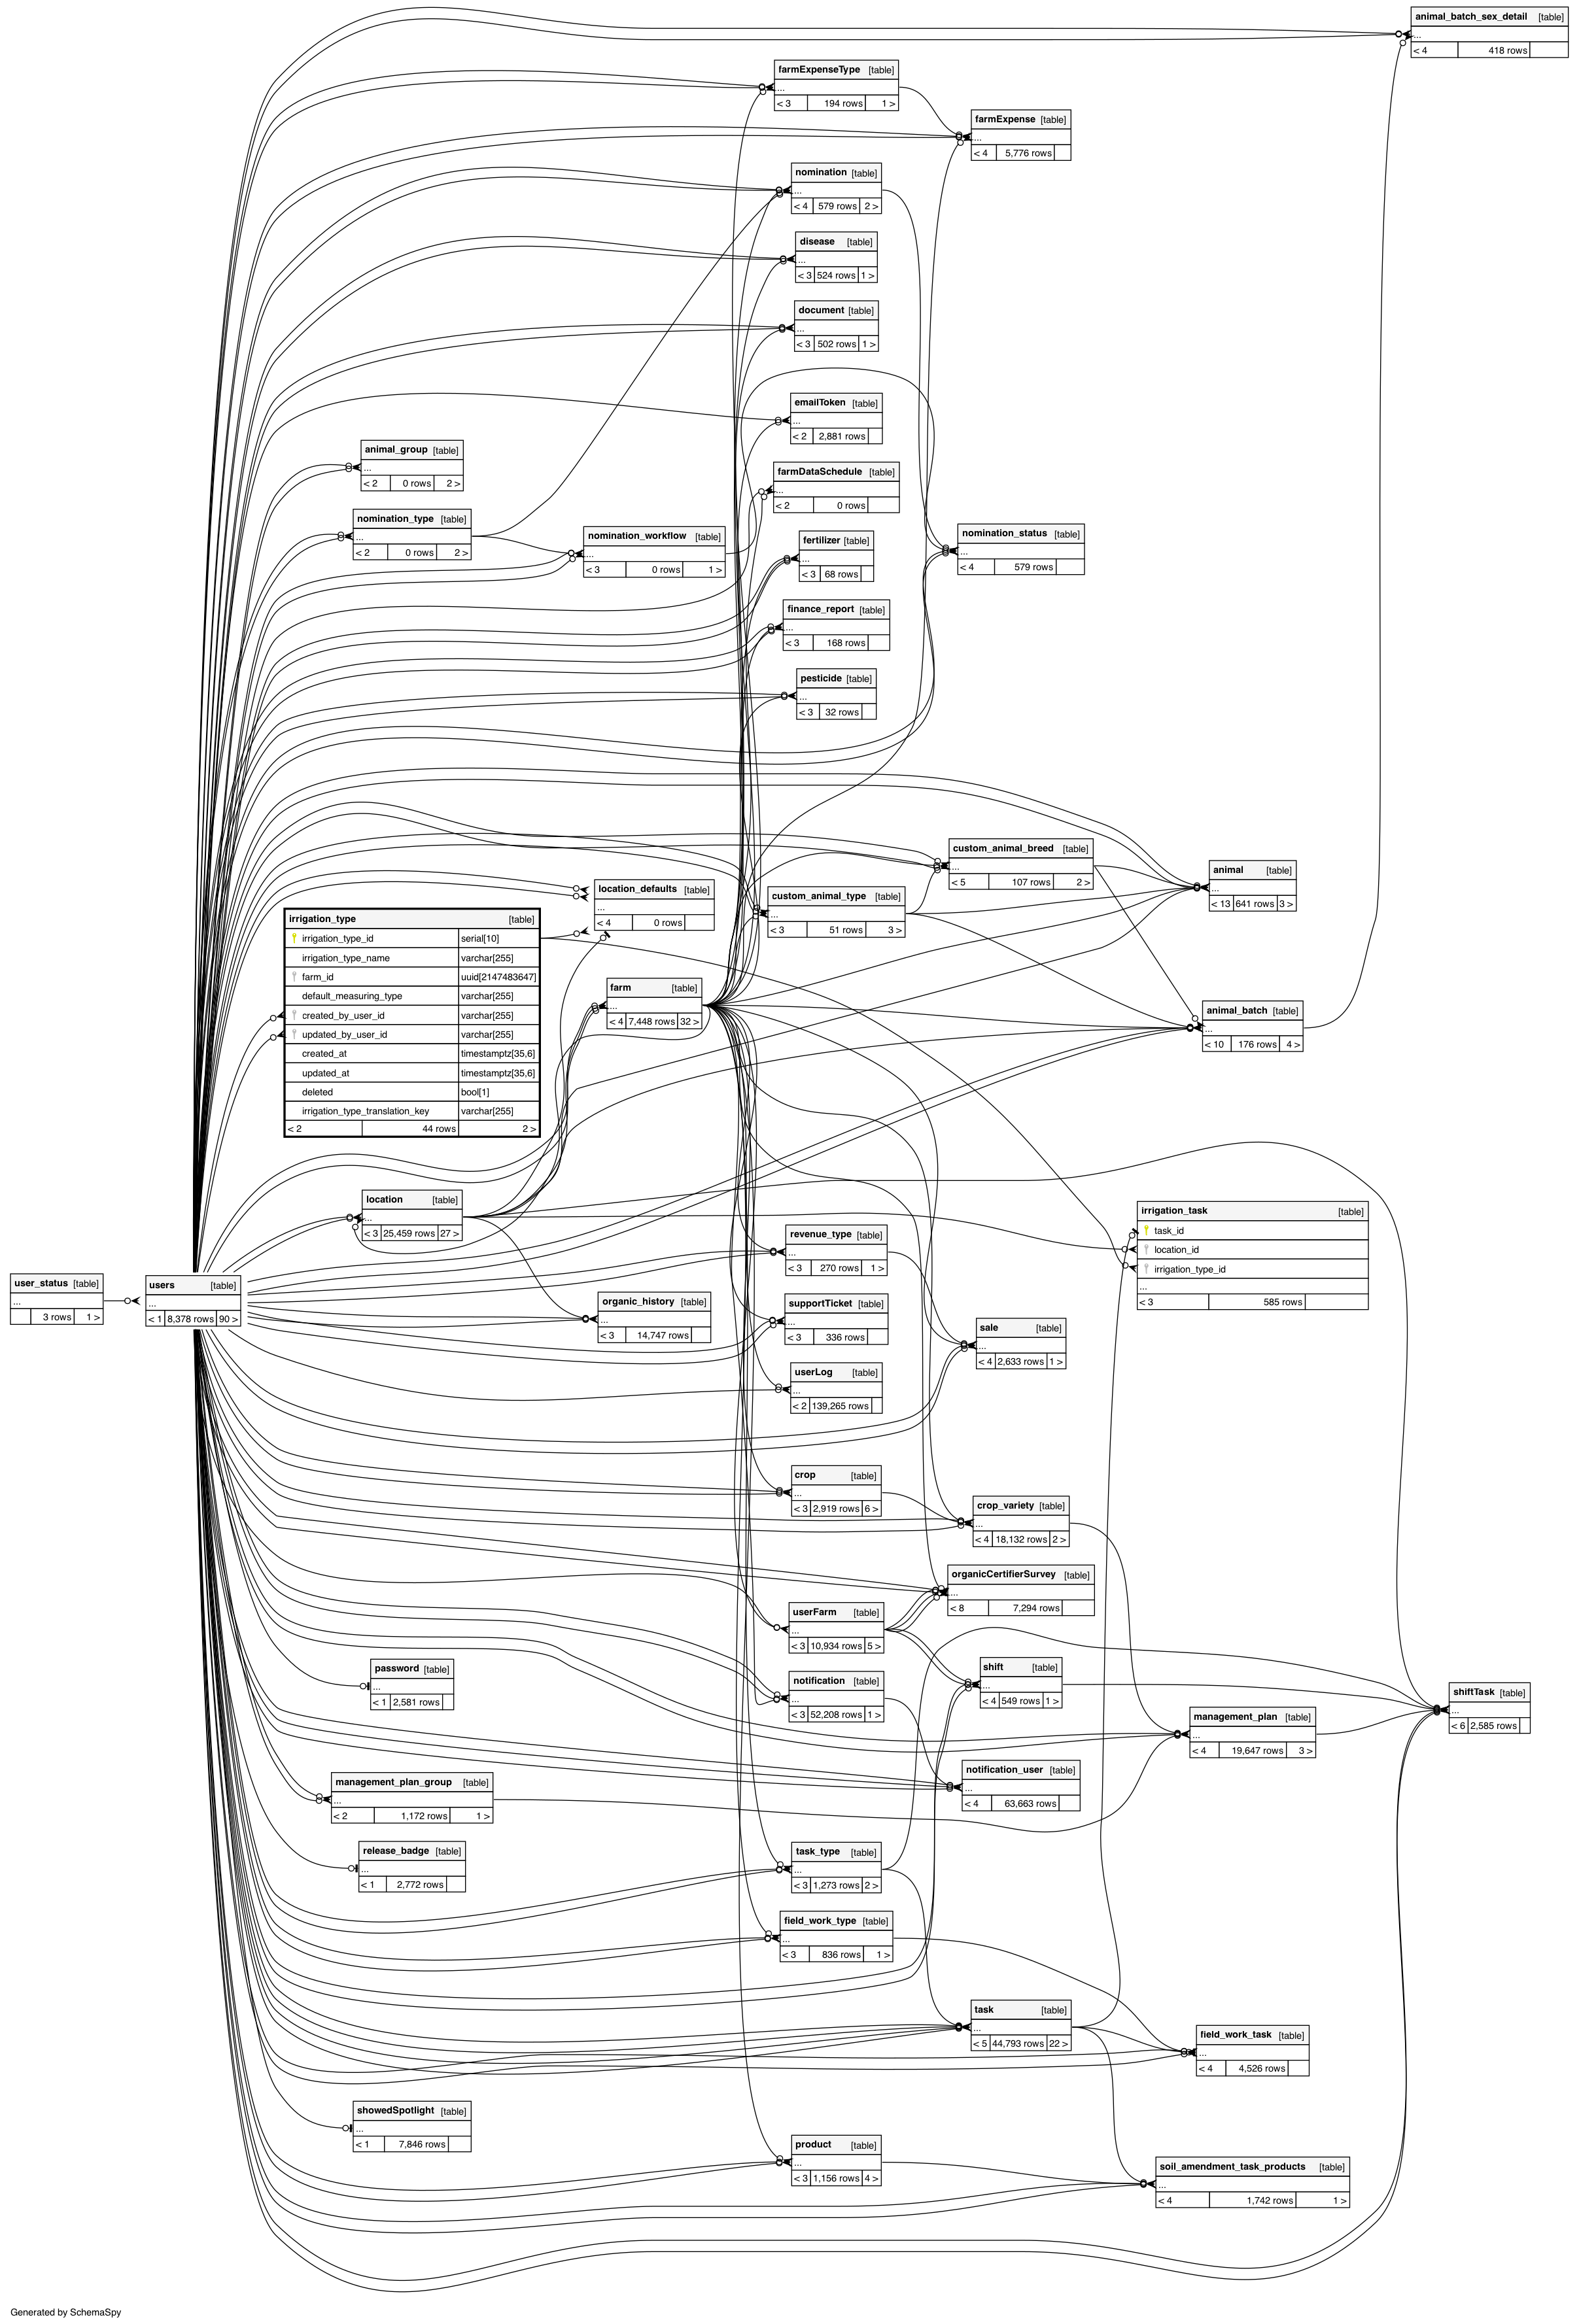 animal_batch_sex_detail [table]
...
< 4 418 rows
farmExpenseType [table]
...
< 3 194 rows 1 >
farmExpense [table]
...
< 4 5,776 rows
nomination [table]
...
< 4 579 rows 2 >
disease [table]
...
< 3 524 rows 1 >
document [table]
...
< 3 502 rows 1 >
emailToken [table]
...
< 2 2,881 rows
animal_group [table]
...
< 2 0 rows 2 >
farmDataSchedule [table]
...
< 2 0 rows
nomination_type [table]
...
< 2 0 rows 2 >
nomination_workflow [table]
...
< 3 0 rows 1 >
nomination_status [table]
...
< 4 579 rows
fertilizer [table]
...
< 3 68 rows
finance_report [table]
...
< 3 168 rows
pesticide [table]
...
< 3 32 rows
custom_animal_breed [table]
...
< 5 107 rows 2 >
animal [table]
...
< 13 641 rows 3 >
location_defaults [table]
...
< 4 0 rows
custom_animal_type [table]
...
< 3 51 rows 3 >
irrigation_type [table]
irrigation_type_id serial[10]
irrigation_type_name varchar[255]
farm_id uuid[2147483647]
default_measuring_type varchar[255]
created_by_user_id varchar[255]
updated_by_user_id varchar[255]
created_at timestamptz[35,6]
updated_at timestamptz[35,6]
deleted bool[1]
irrigation_type_translation_key varchar[255]
< 2 44 rows 2 >
farm [table]
...
< 4 7,448 rows 32 >
animal_batch [table]
...
< 10 176 rows 4 >
location [table]
...
< 3 25,459 rows 27 >
irrigation_task [table]
task_id
location_id
irrigation_type_id
...
< 3 585 rows
revenue_type [table]
...
< 3 270 rows 1 >
user_status [table]
...
3 rows 1 >
users [table]
...
< 1 8,378 rows 90 >
organic_history [table]
...
< 3 14,747 rows
supportTicket [table]
...
< 3 336 rows
sale [table]
...
< 4 2,633 rows 1 >
userLog [table]
...
< 2 139,265 rows
crop [table]
...
< 3 2,919 rows 6 >
crop_variety [table]
...
< 4 18,132 rows 2 >
organicCertifierSurvey [table]
...
< 8 7,294 rows
userFarm [table]
...
< 3 10,934 rows 5 >
password [table]
...
< 1 2,581 rows
shift [table]
...
< 4 549 rows 1 >
notification [table]
...
< 3 52,208 rows 1 >
shiftTask [table]
...
< 6 2,585 rows
management_plan [table]
...
< 4 19,647 rows 3 >
notification_user [table]
...
< 4 63,663 rows
management_plan_group [table]
...
< 2 1,172 rows 1 >
release_badge [table]
...
< 1 2,772 rows
task_type [table]
...
< 3 1,273 rows 2 >
field_work_type [table]
...
< 3 836 rows 1 >
task [table]
...
< 5 44,793 rows 22 >
field_work_task [table]
...
< 4 4,526 rows
showedSpotlight [table]
...
< 1 7,846 rows
product [table]
...
< 3 1,156 rows 4 >
soil_amendment_task_products [table]
...
< 4 1,742 rows 1 >
Generated by SchemaSpy